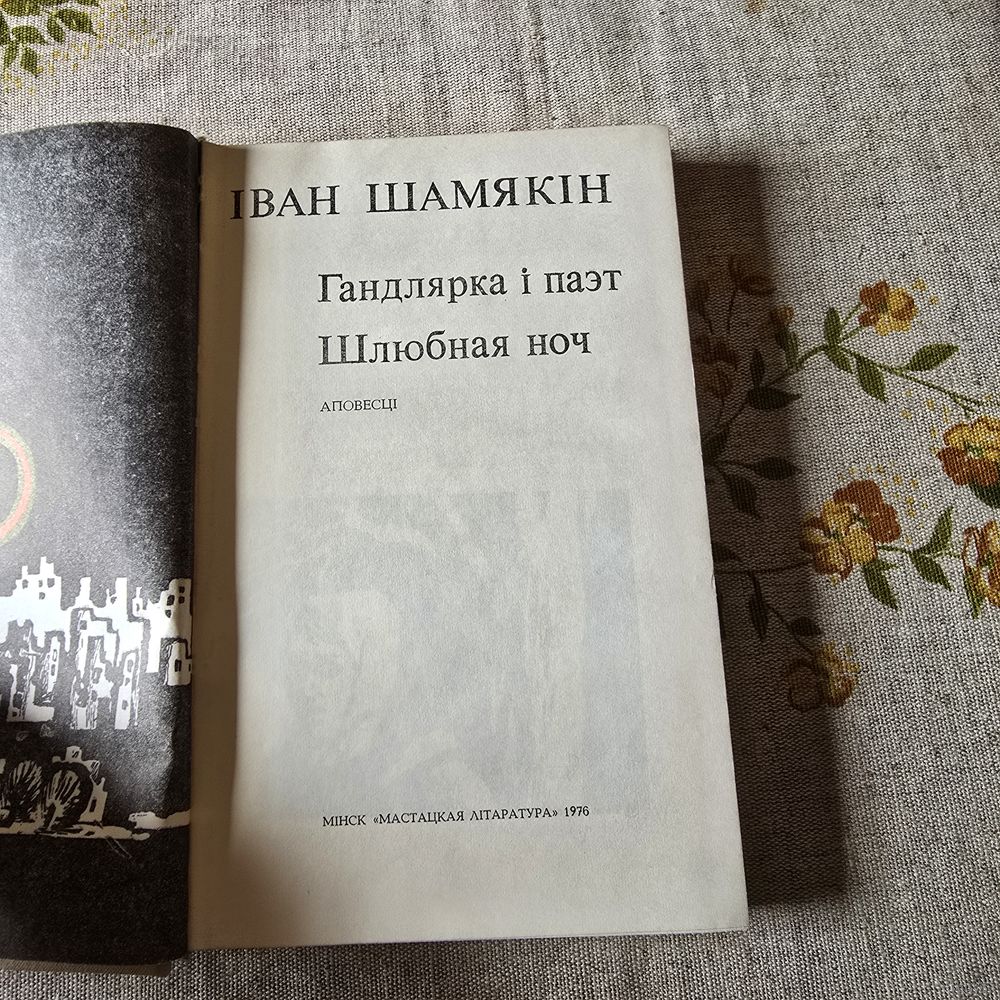 ІВАН ШАМЯКІН
Гандлярка і паэт
Шлюбная ноч
АПОВЕСЦІ
МІНСК «МАСТАЦКАЯ ЛІТАРАТУРА» 1976